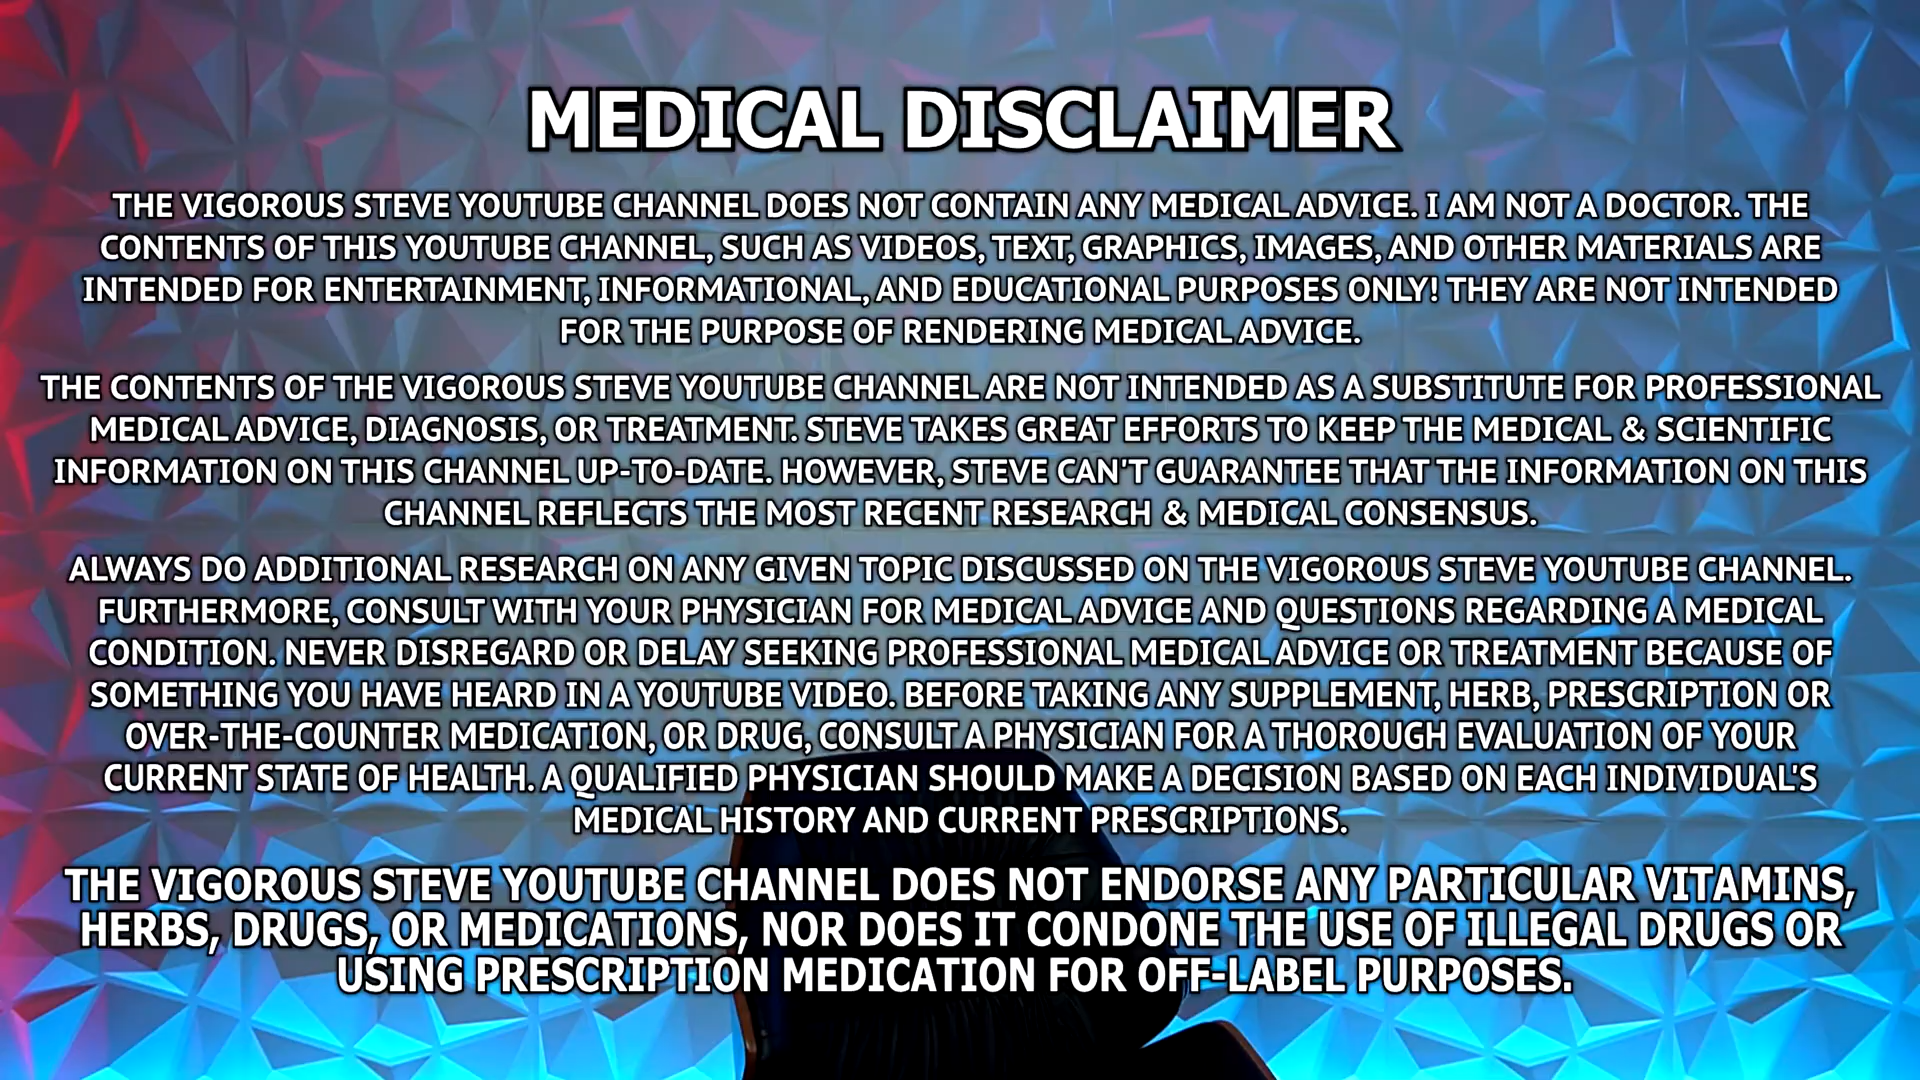 MEDICAL DISCLAIMER
THE VIGOROUS STEVE YOUTUBE CHANNEL DOES NOT CONTAIN ANY MEDICAL ADVICE. I AM NOT A DOCTOR. THE
CONTENTS OF THIS YOUTUBE CHANNEL, SUCH AS VIDEOS, TEXT, GRAPHICS, IMAGES, AND OTHER MATERIALS ARE
INTENDED FOR ENTERTAINMENT, INFORMATIONAL, AND EDUCATIONAL PURPOSES ONLY! THEY ARE NOT INTENDED
FOR THE PURPOSE OF RENDERING MEDICAL ADVICE.
THE CONTENTS OF THE VIGOROUS STEVE YOUTUBE CHANNEL ARE NOT INTENDED AS A SUBSTITUTE FOR PROFESSIONAL
MEDICAL ADVICE, DIAGNOSIS, OR TREATMENT. STEVE TAKES GREAT EFFORTS TO KEEP THE MEDICAL & SCIENTIFIC
INFORMATION ON THIS CHANNEL UP-TO-DATE. HOWEVER, STEVE CAN'T GUARANTEE THAT THE INFORMATION ON THIS
CHANNEL REFLECTS THE MOST RECENT RESEARCH & MEDICAL CONSENSUS.
ALWAYS DO ADDITIONAL RESEARCH ON ANY GIVEN TOPIC DISCUSSED ON THE VIGOROUS STEVE YOUTUBE CHANNEL.
FURTHERMORE, CONSULT WITH YOUR PHYSICIAN FOR MEDICAL ADVICE AND QUESTIONS REGARDING A MEDICAL
CONDITION. NEVER DISREGARD OR DELAY SEEKING PROFESSIONAL MEDICAL ADVICE OR TREATMENT BECAUSE OF
SOMETHING YOU HAVE HEARD IN A YOUTUBE VIDEO. BEFORE TAKING ANY SUPPLEMENT, HERB, PRESCRIPTION OR
OVER-THE-COUNTER MEDICATION, OR DRUG, CONSULT A PHYSICIAN FOR A THOROUGH EVALUATION OF YOUR
CURRENT STATE OF HEALTH. A QUALIFIED PHYSICIAN SHOULD MAKE A DECISION BASED ON EACH INDIVIDUAL'S
MEDICAL HISTORY AND CURRENT PRESCRIPTIONS.
THE VIGOROUS STEVE YOUTUBE CHANNEL DOES NOT ENDORSE ANY PARTICULAR VITAMINS,
HERBS, DRUGS, OR MEDICATIONS, NOR DOES IT CONDONE THE USE OF ILLEGAL DRUGS OR
USING PRESCRIPTION MEDICATION FOR OFF-LABEL PURPOSES.